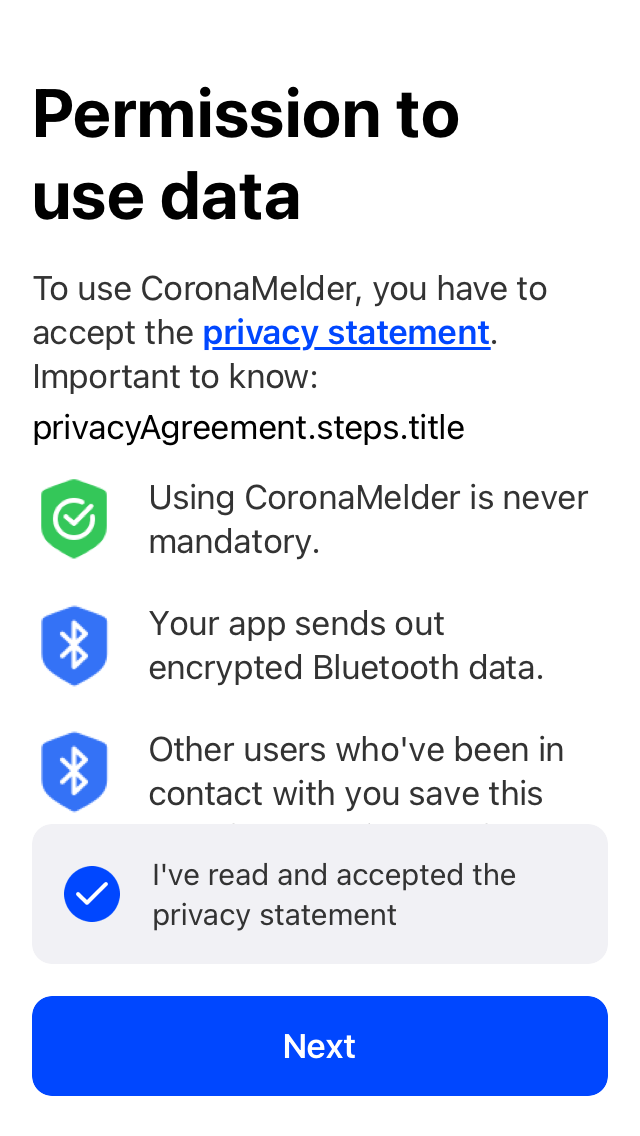 Permission to
use data
To use CoronaMelder, you have to
accept the privacy statement.
Important to know:
privacyAgreement.steps.title
Using CoronaMelder is never
mandatory.
Your app sends out
encrypted Bluetooth data.
Other users who've been in
contact with you save this
I've read and accepted the
privacy statement
Next